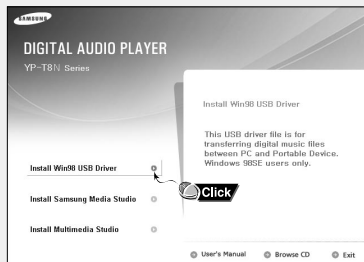 SAMSUNG
DIGITAL AUDIO PLAYER
YP-T8N Series
Install Win98 USB Driver
This USB driver file is for
transferring digital music files
between PC and Portable Device,
Windows 98SE users only.
Install Win98 USB Driver
Click
Install Samsung Media Studio
Install Multimedia Studio
User's Manual
Browse CD
Exit